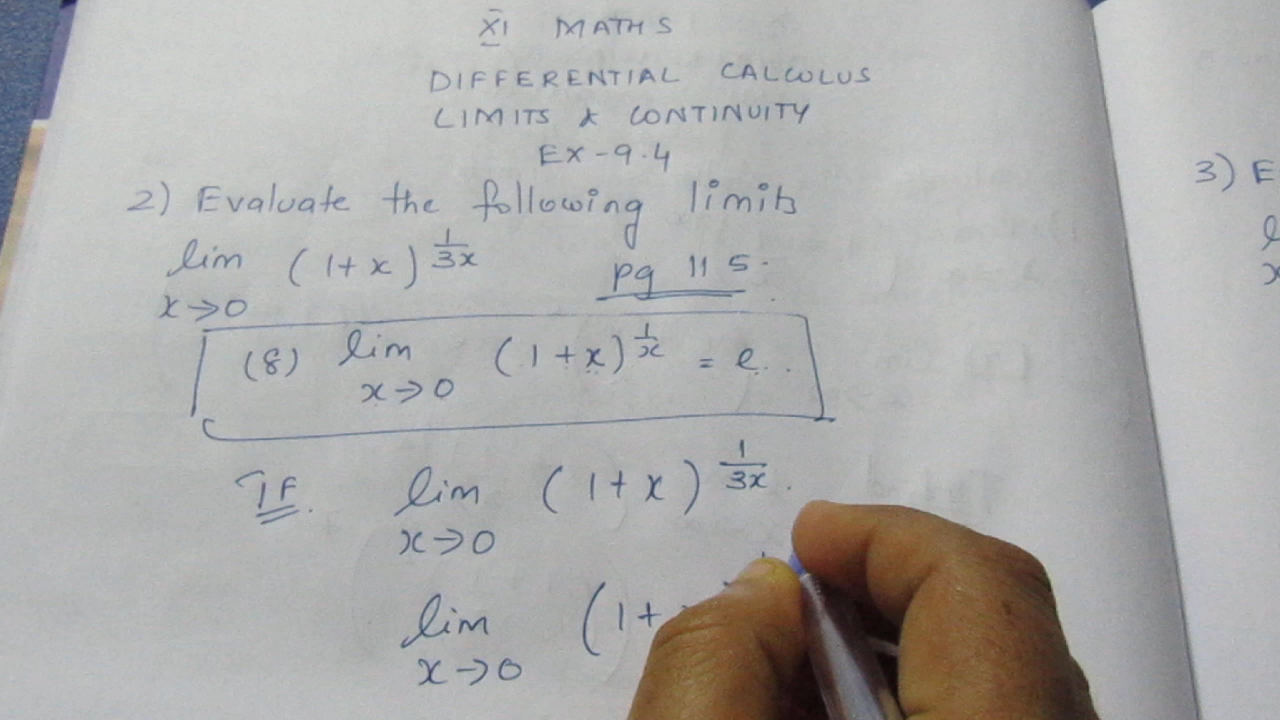 XI MATHS
DIFFERENTIAL CALCULUS
LIMITS & CONTINUITY
EX-9.4
2) Evaluate the following limits
lim x→0 (1+x)^(1/3x) pg 115.
(8) lim x→0 (1+x)^(1/x) = e.
TF. lim x→0 (1+x)^(1/3x).
lim x→0 (1+
3) E